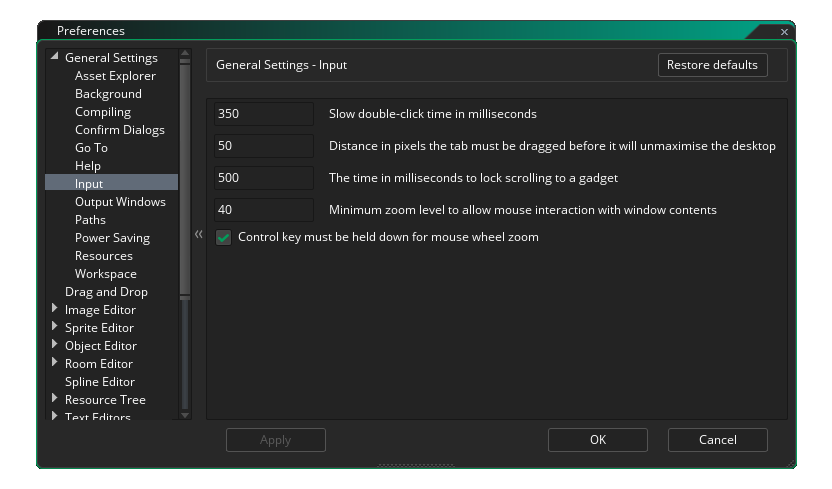 Preferences
General Settings
Asset Explorer
Background
Compiling
Confirm Dialogs
Go To
Help
Input
Output Windows
Paths
Power Saving
Resources
Workspace
Drag and Drop
Image Editor
Sprite Editor
Object Editor
Room Editor
Spline Editor
Resource Tree
Text Editors
General Settings - Input
Restore defaults
350 Slow double-click time in milliseconds
50 Distance in pixels the tab must be dragged before it will unmaximise the desktop
500 The time in milliseconds to lock scrolling to a gadget
40 Minimum zoom level to allow mouse interaction with window contents
Control key must be held down for mouse wheel zoom
Apply
OK
Cancel